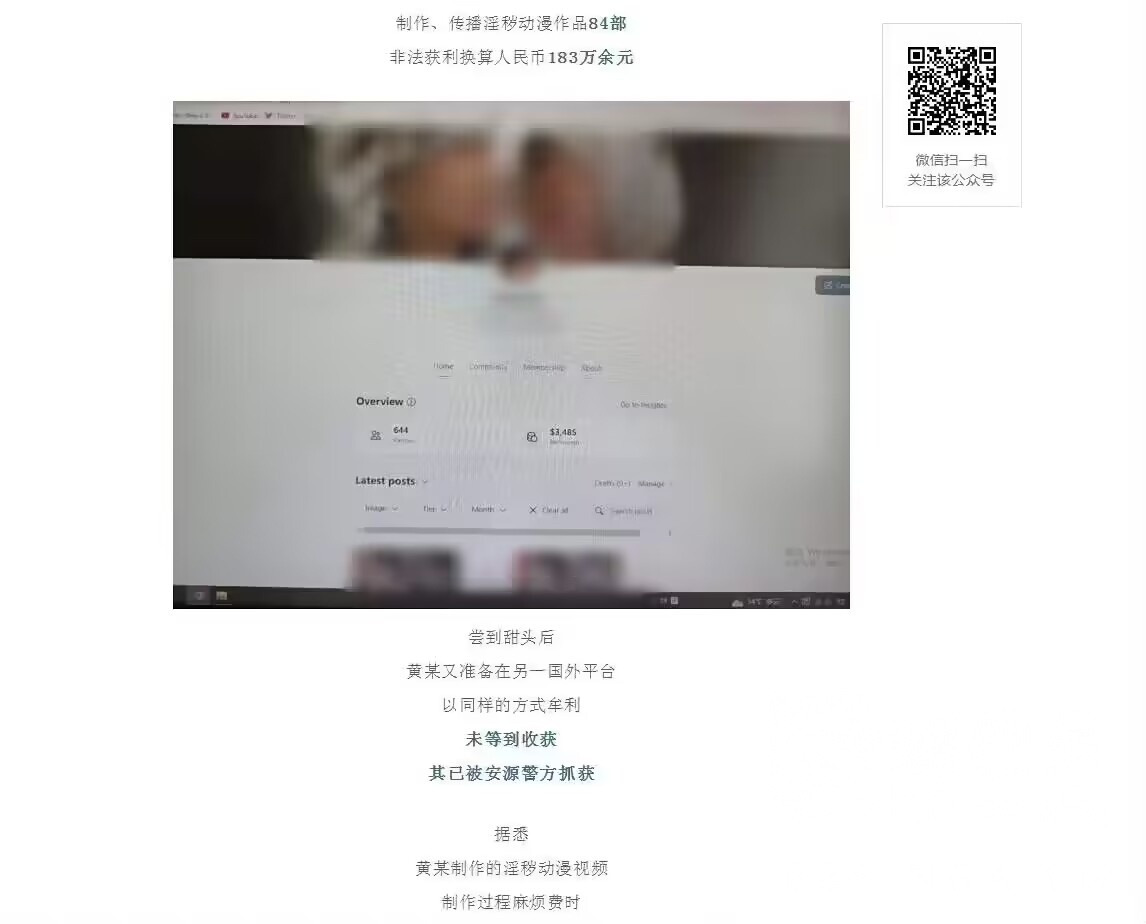 制作、传播淫秽动漫作品84部
非法获利换算人民币183万余元
微信扫一扫
关注该公众号
YouTube
Twitter
Home Community Membership About
Overview
Go to Insights
644
$3,485
Latest posts
Drafts Manage
Image Tier Month Clear all Search posts
尝到甜头后
黄某又准备在另一国外平台
以同样的方式牟利
未等到收获
其已被安源警方抓获
据悉
黄某制作的淫秽动漫视频
制作过程麻烦费时